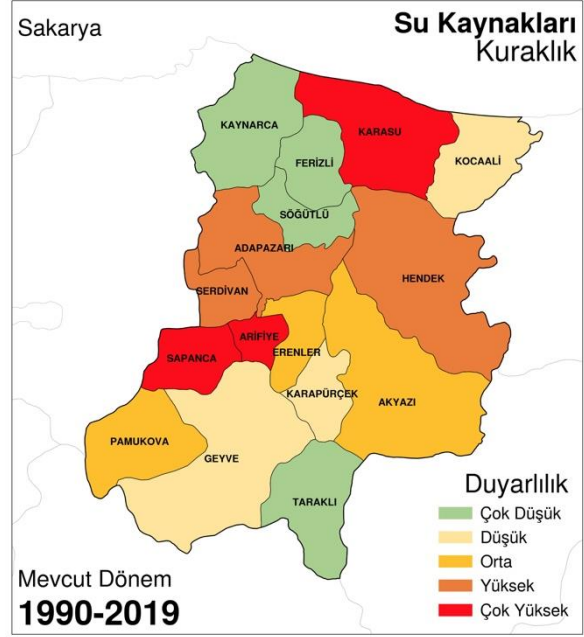 Sakarya
Su Kaynakları
Kuraklık
KAYNARCA
KARASU
FERİZLİ
KOCAALİ
SÖĞÜTLÜ
ADAPAZARI
HENDEK
SERDİVAN
ARİFİYE
ERENLER
SAPANCA
KARAPÜRÇEK
AKYAZI
PAMUKOVA
GEYVE
TARAKLI
Duyarlılık
Çok Düşük
Düşük
Orta
Yüksek
Çok Yüksek
Mevcut Dönem
1990-2019